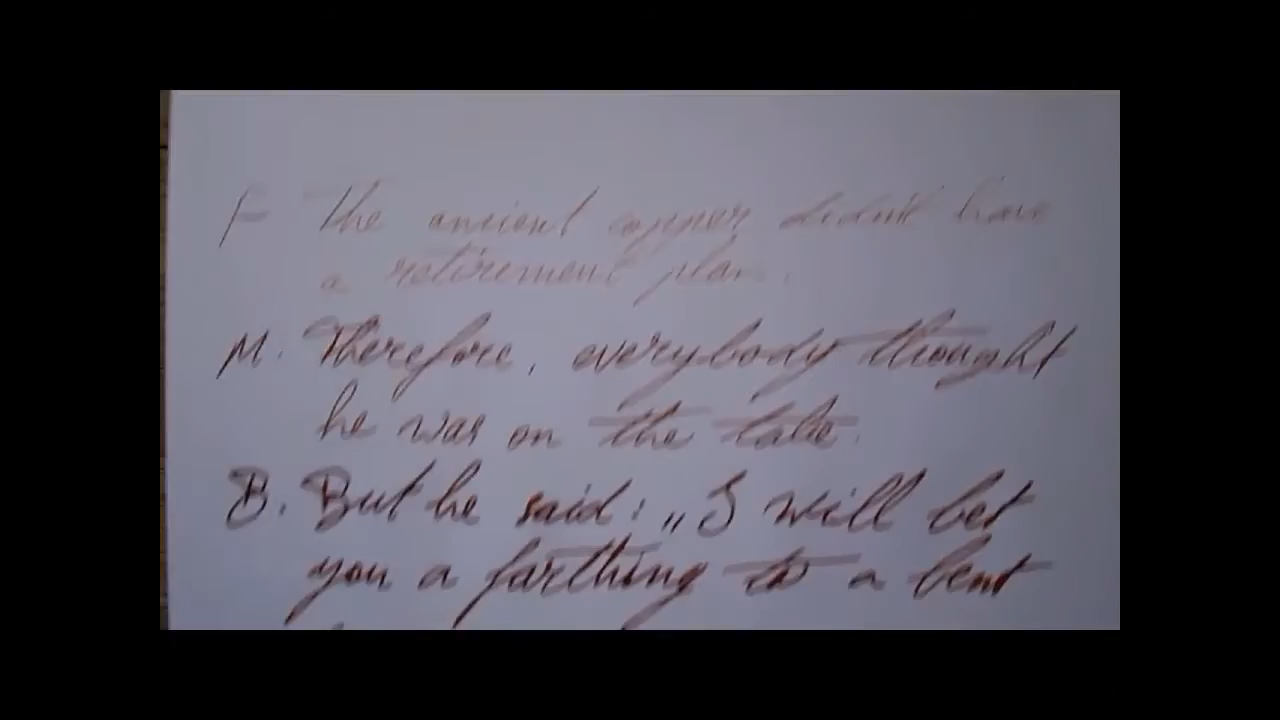 F The ancient copper didn't have
a retirement plan.
M. Therefore, everybody thought
he was on the take.
B. But he said: „I will bet
you a farthing to a bent